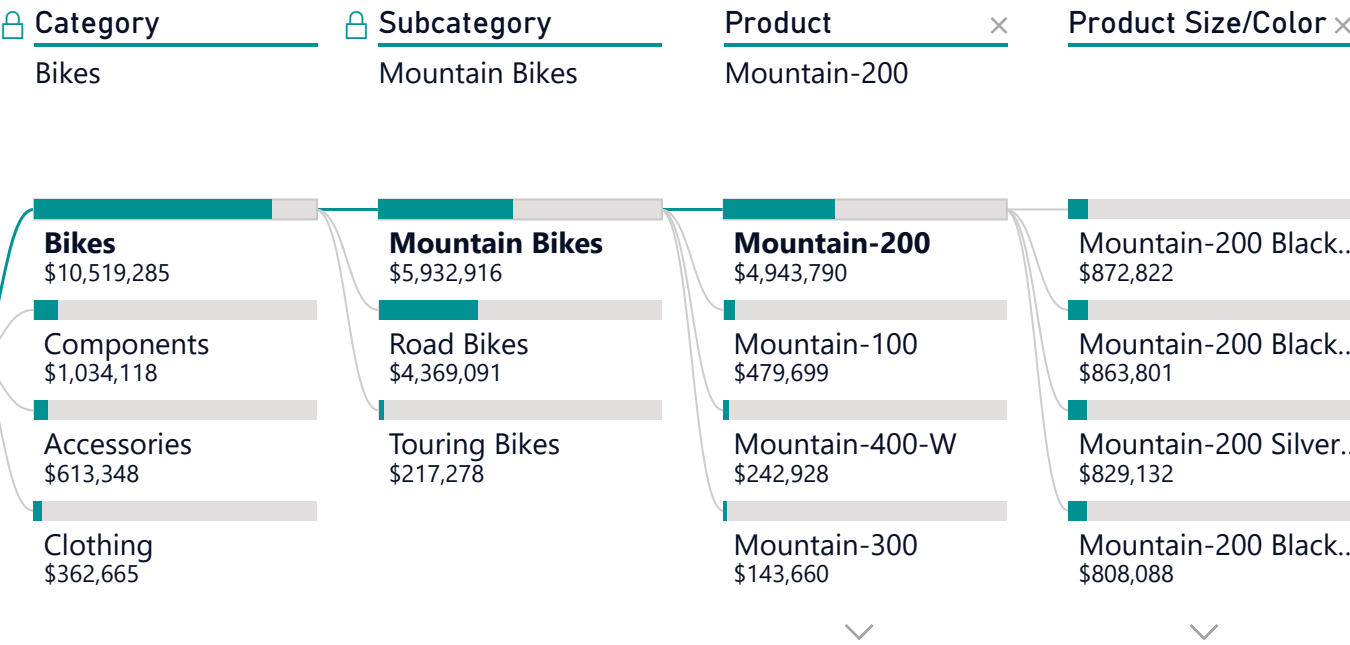 Category
Bikes
Bikes
$10,519,285
Components
$1,034,118
Accessories
$613,348
Clothing
$362,665
Subcategory
Mountain Bikes
Mountain Bikes
$5,932,916
Road Bikes
$4,369,091
Touring Bikes
$217,278
Product
Mountain-200
Mountain-200
$4,943,790
Mountain-100
$479,699
Mountain-400-W
$242,928
Mountain-300
$143,660
Product Size/Color
Mountain-200 Black..
$872,822
Mountain-200 Black..
$863,801
Mountain-200 Silver..
$829,132
Mountain-200 Black..
$808,088